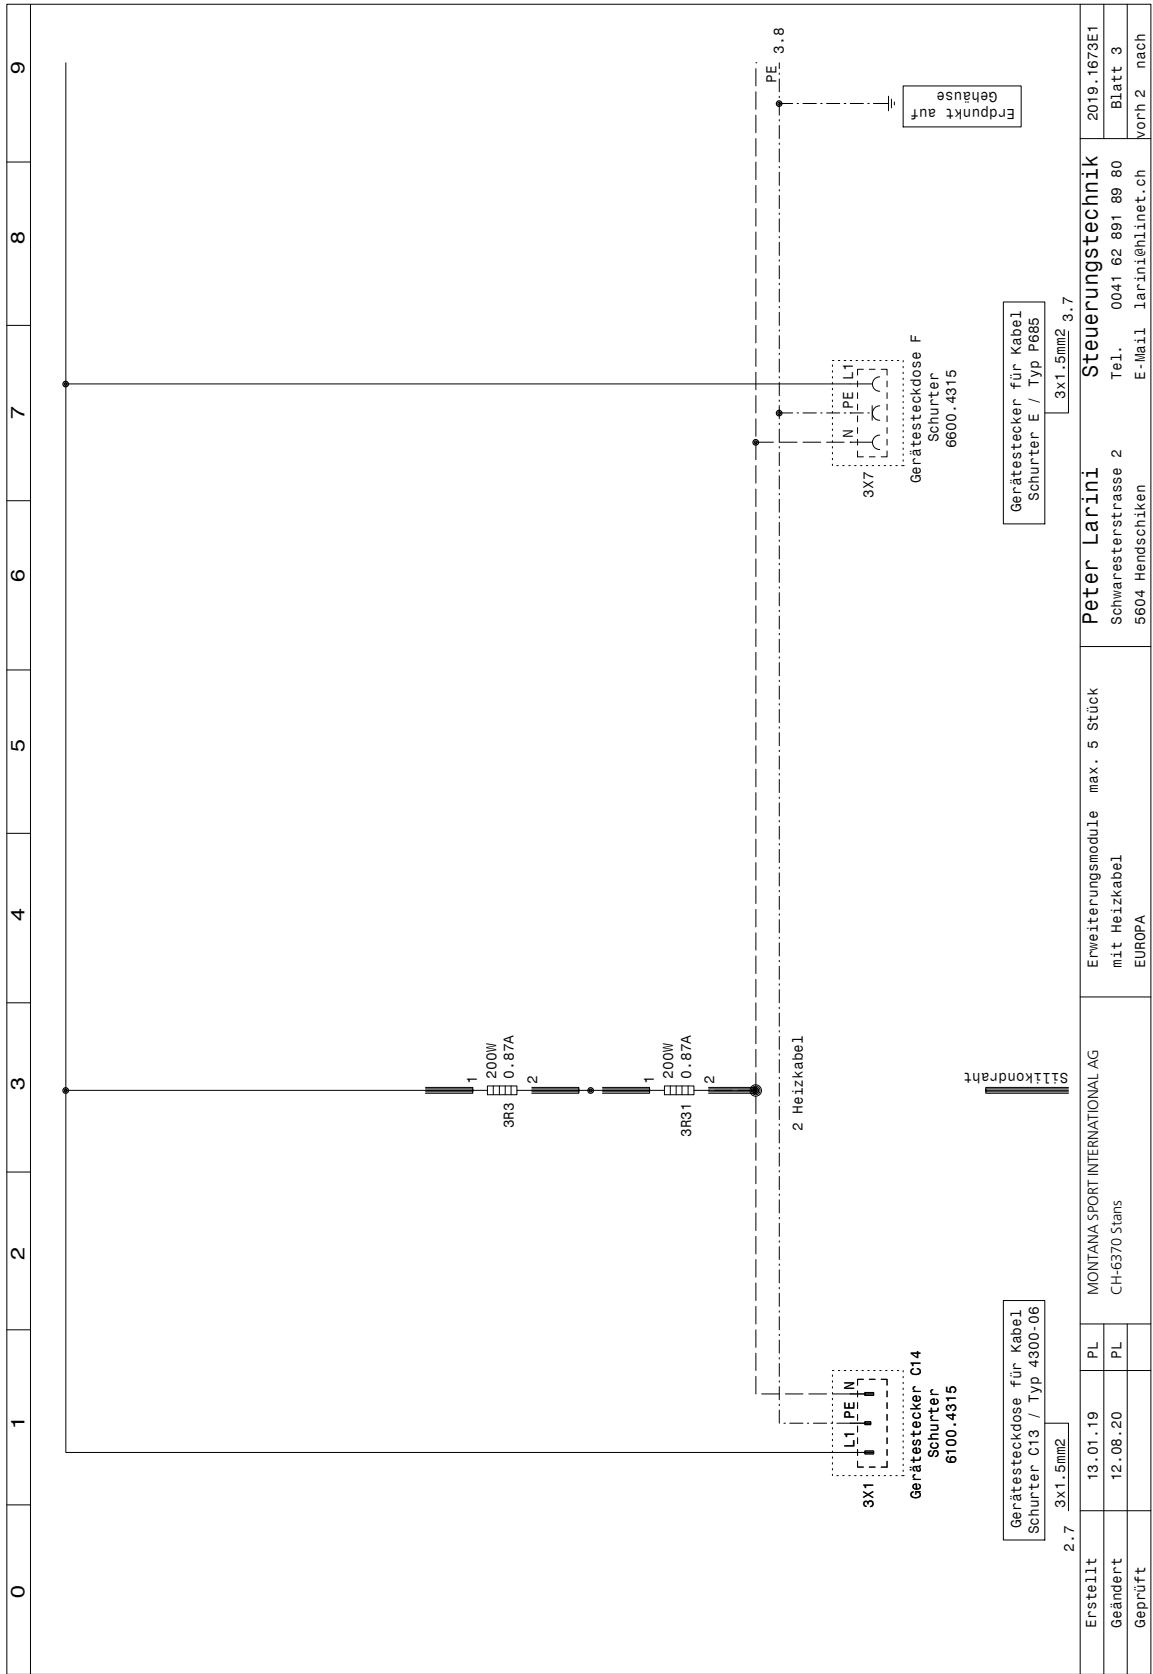 0 1 2 3 4 5 6 7 8 9
PE 3.8
Erdpunkt auf
Gehäuse
1
200W
0.87A
3R3
2
1
200W
0.87A
3R31
2
2 Heizkabel
Silikondraht
L1 PE N
3X1
Gerätestecker C14
Schurter
6100.4315
N PE L1
3X7
Gerätesteckdose F
Schurter
6600.4315
Gerätesteckdose für Kabel
Schurter C13 / Typ 4300-06
2.7 3x1.5mm2
Gerätestecker für Kabel
Schurter E / Typ P685
3x1.5mm2 3.7
Erstellt 13.01.19 PL
Geändert 12.08.20 PL
Geprüft
MONTANA SPORT INTERNATIONAL AG
CH-6370 Stans
Erweiterungsmodule max. 5 Stück
mit Heizkabel
EUROPA
Peter Larini Steuerungstechnik
Schwaresterstrasse 2 Tel. 0041 62 891 89 80
5604 Hendschiken E-Mail larini@hlinet.ch
2019.1673E1
Blatt 3
vorh 2 nach